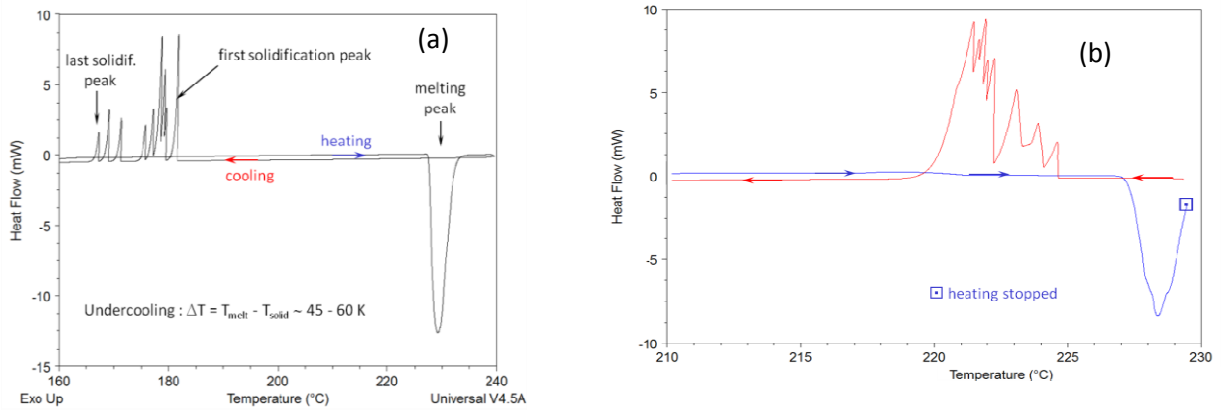 10
5
0
-5
-10
-15
Heat Flow (mW)
(a)
last solidif.
peak
first solidification peak
melting
peak
heating
cooling
Undercooling : ΔT = Tmelt - Tsolid ~ 45 - 60 K
160
180
200
220
240
Exo Up
Temperature (°C)
Universal V4.5A
10
5
0
-5
-10
Heat Flow (mW)
(b)
heating stopped
210
215
220
225
230
Temperature (°C)